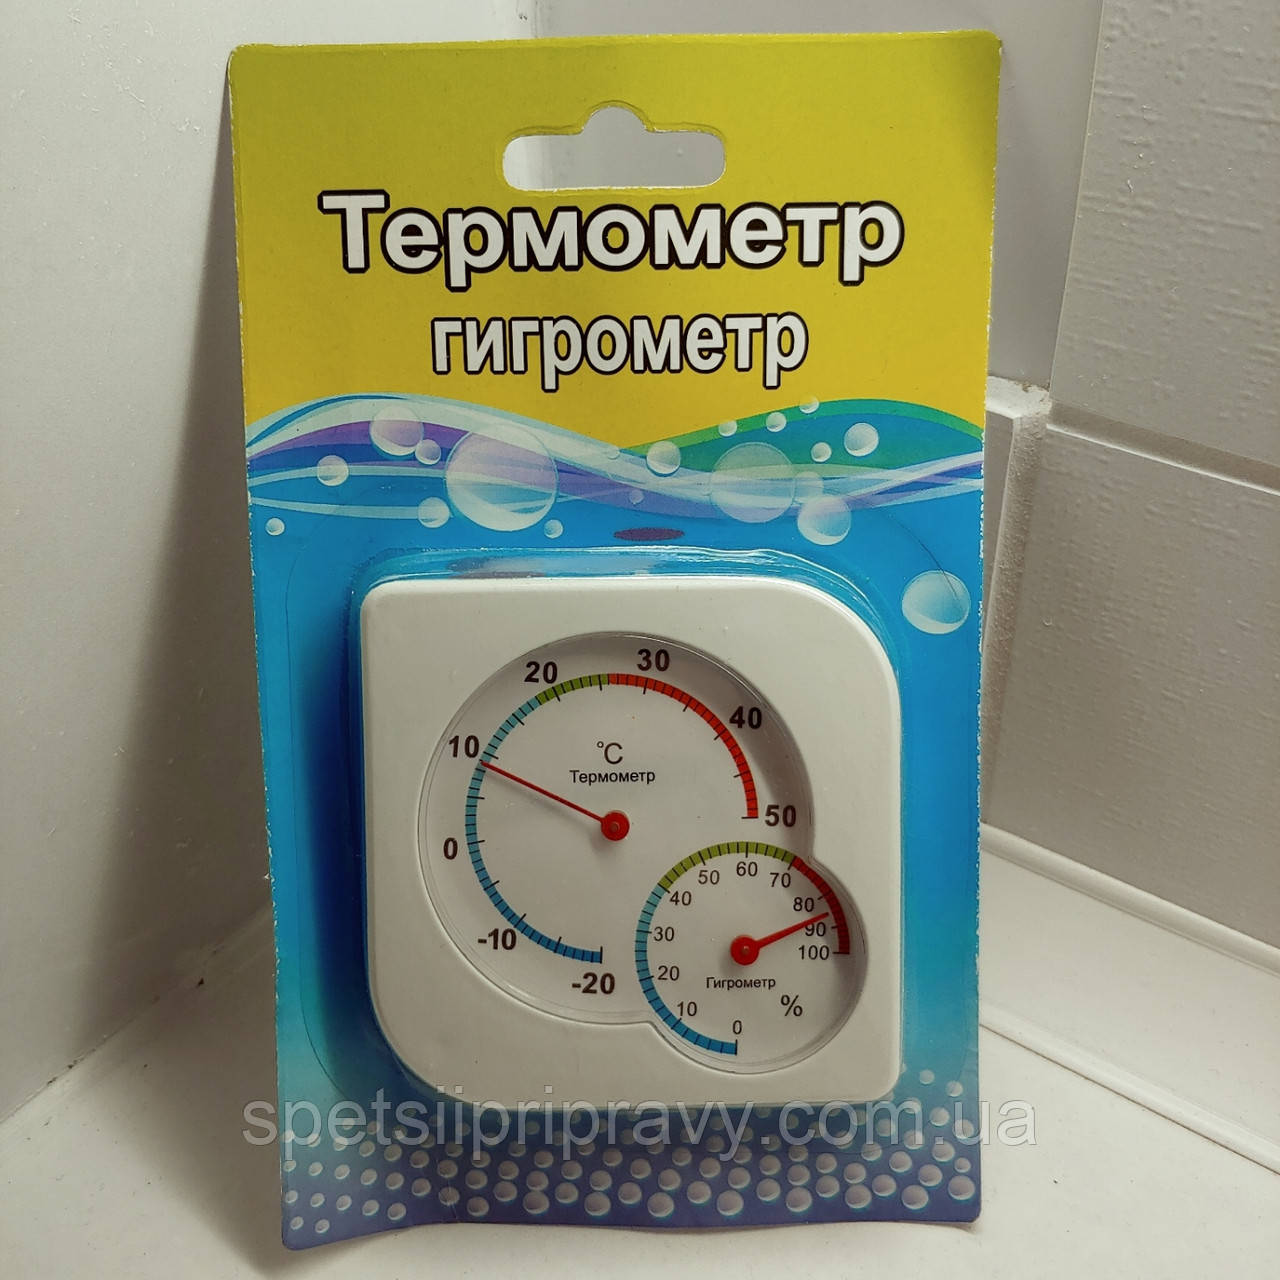 Термометр
гигрометр
20 30
10 40
°C
Термометр
0 50
-10
-20
40 50 60 70
30 80
20 90
10 100
Гигрометр
0 %
spetsiipripravy.com.ua